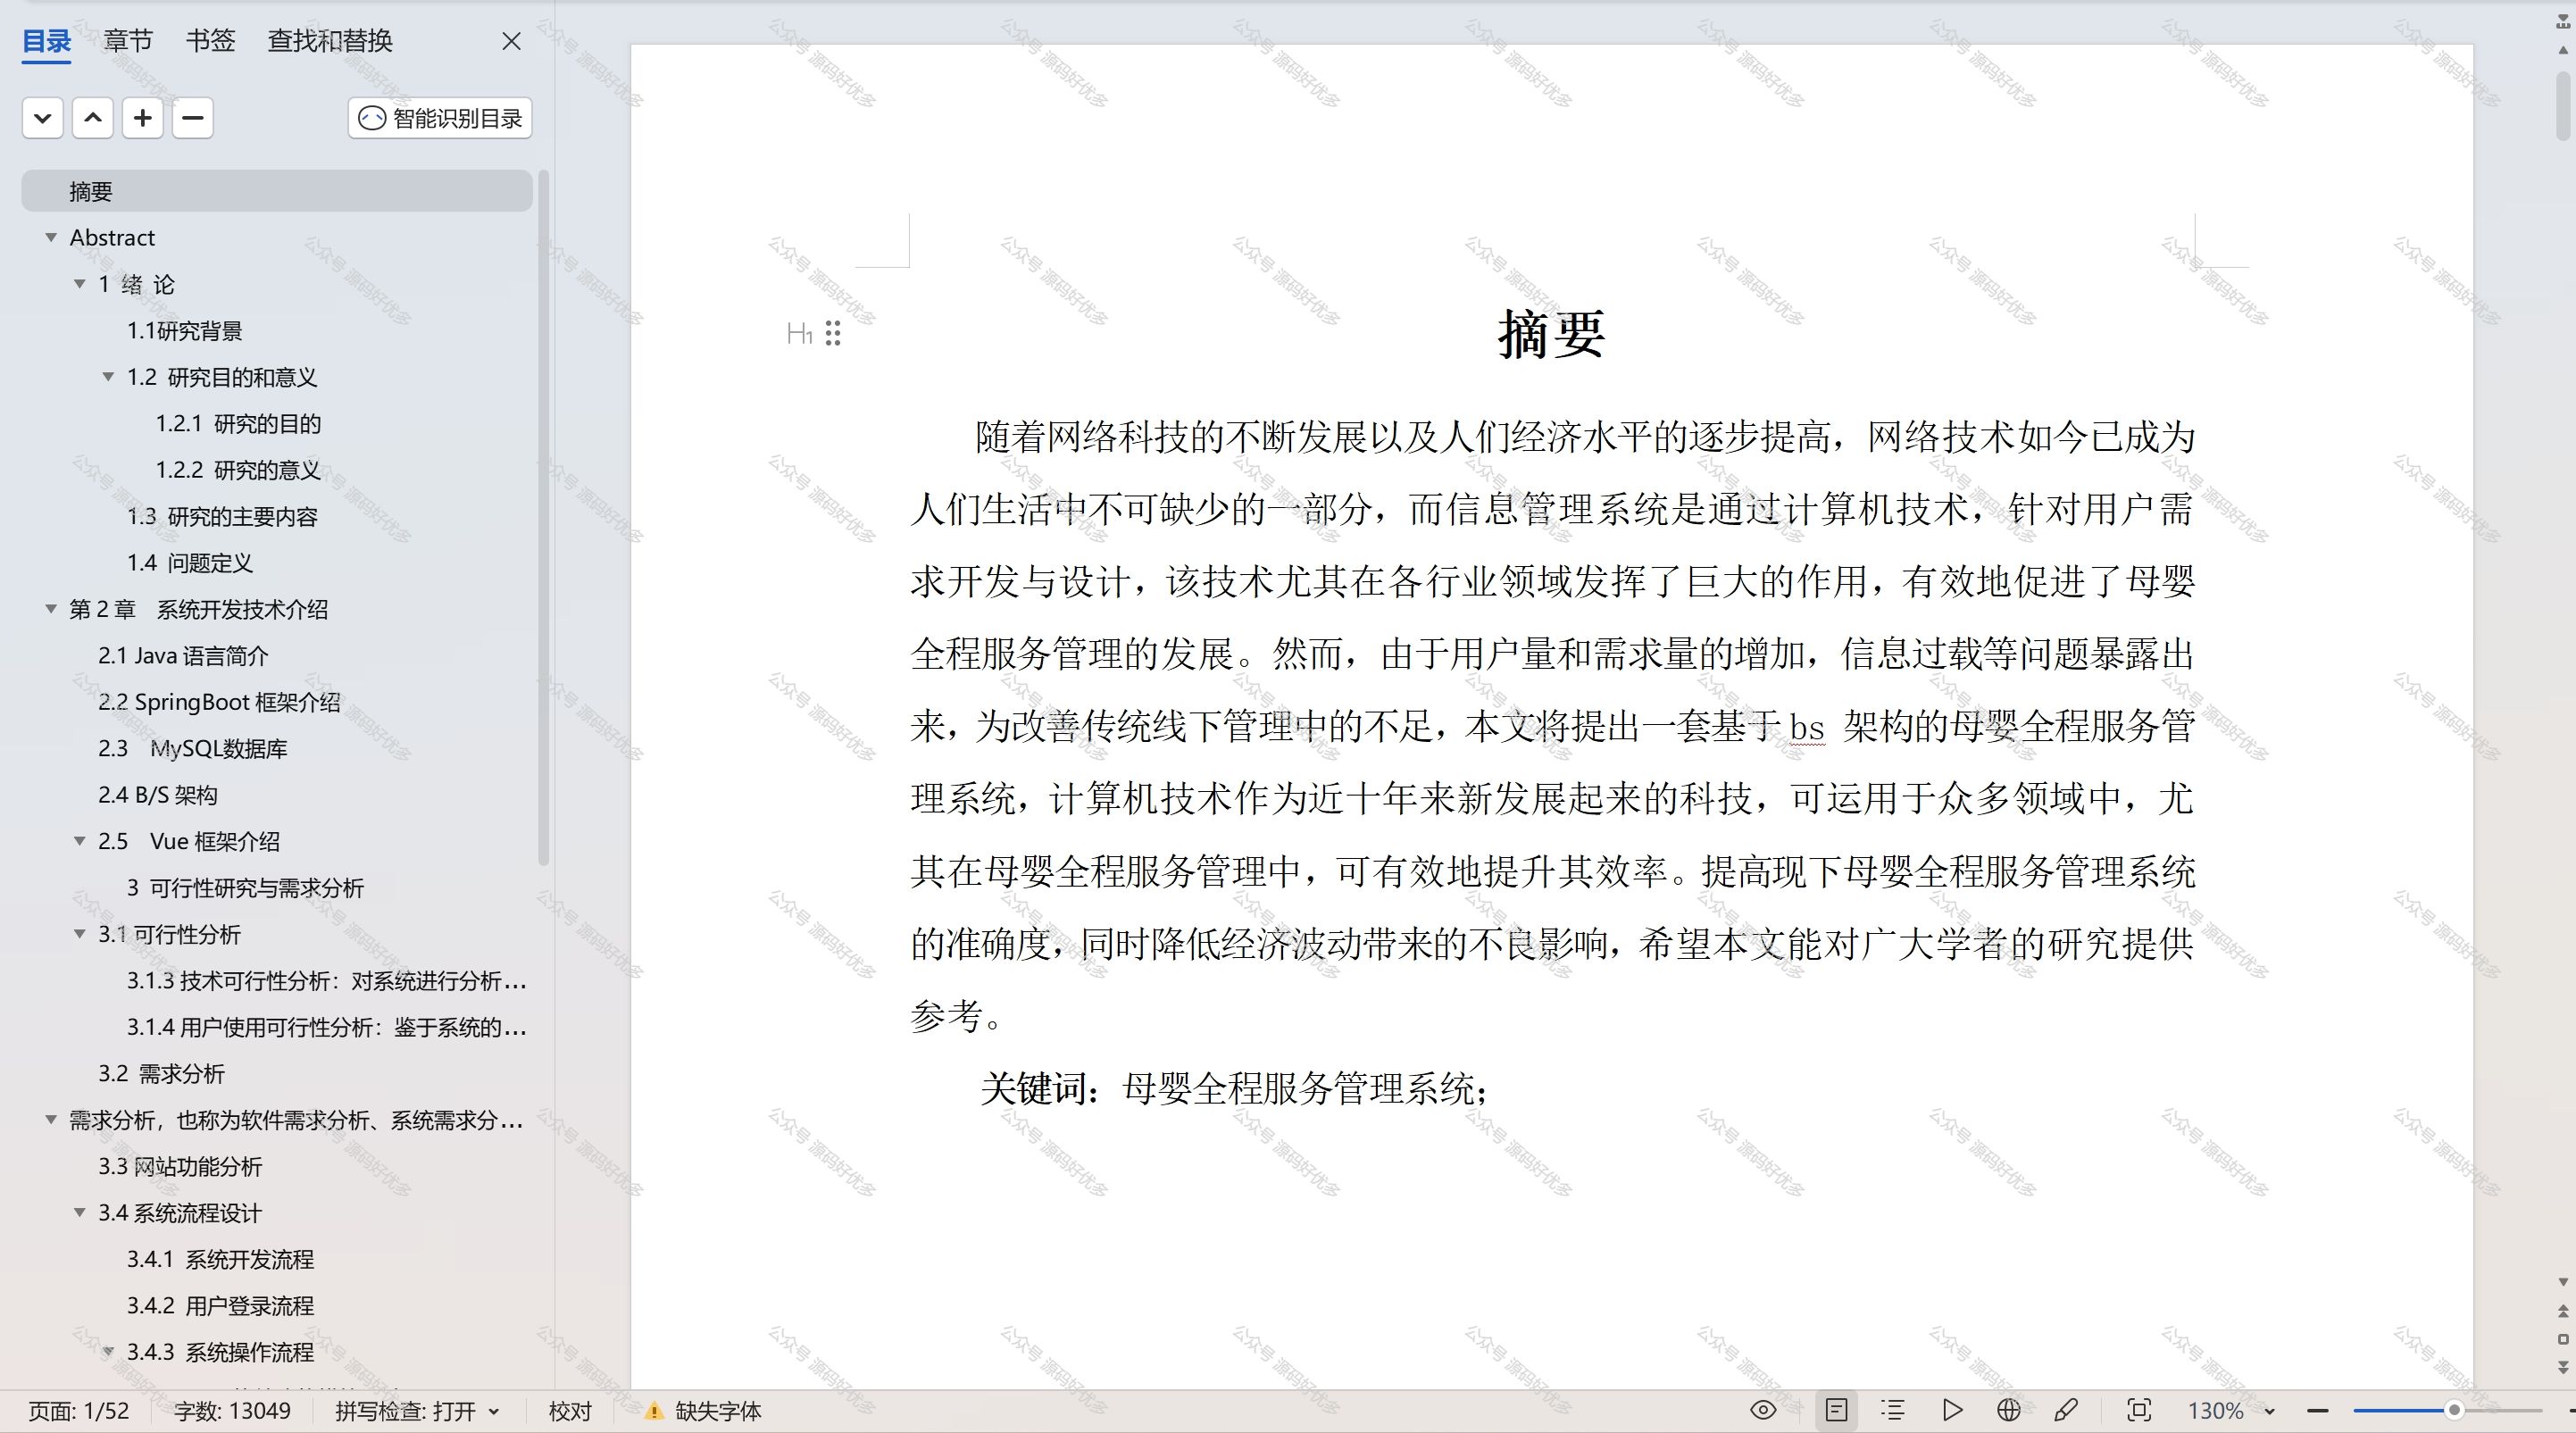 目录 章节 书签 查找和替换
智能识别目录
摘要
Abstract
1 绪 论
1.1研究背景
1.2 研究目的和意义
1.2.1 研究的目的
1.2.2 研究的意义
1.3 研究的主要内容
1.4 问题定义
第 2 章 系统开发技术介绍
2.1 Java 语言简介
2.2 SpringBoot 框架介绍
2.3 MySQL数据库
2.4 B/S 架构
2.5 Vue 框架介绍
3 可行性研究与需求分析
3.1 可行性分析
3.1.3 技术可行性分析：对系统进行分析…
3.1.4 用户使用可行性分析：鉴于系统的…
3.2 需求分析
需求分析，也称为软件需求分析、系统需求分…
3.3 网站功能分析
3.4 系统流程设计
3.4.1 系统开发流程
3.4.2 用户登录流程
3.4.3 系统操作流程
H1
摘要
随着网络科技的不断发展以及人们经济水平的逐步提高，网络技术如今已成为
人们生活中不可缺少的一部分，而信息管理系统是通过计算机技术，针对用户需
求开发与设计，该技术尤其在各行业领域发挥了巨大的作用，有效地促进了母婴
全程服务管理的发展。然而，由于用户量和需求量的增加，信息过载等问题暴露出
来，为改善传统线下管理中的不足，本文将提出一套基于 bs 架构的母婴全程服务管
理系统，计算机技术作为近十年来新发展起来的科技，可运用于众多领域中，尤
其在母婴全程服务管理中，可有效地提升其效率。提高现下母婴全程服务管理系统
的准确度，同时降低经济波动带来的不良影响，希望本文能对广大学者的研究提供
参考。
关键词：母婴全程服务管理系统；
页面: 1/52 字数: 13049 拼写检查: 打开 校对 缺失字体 130%
公众号 源码好优多